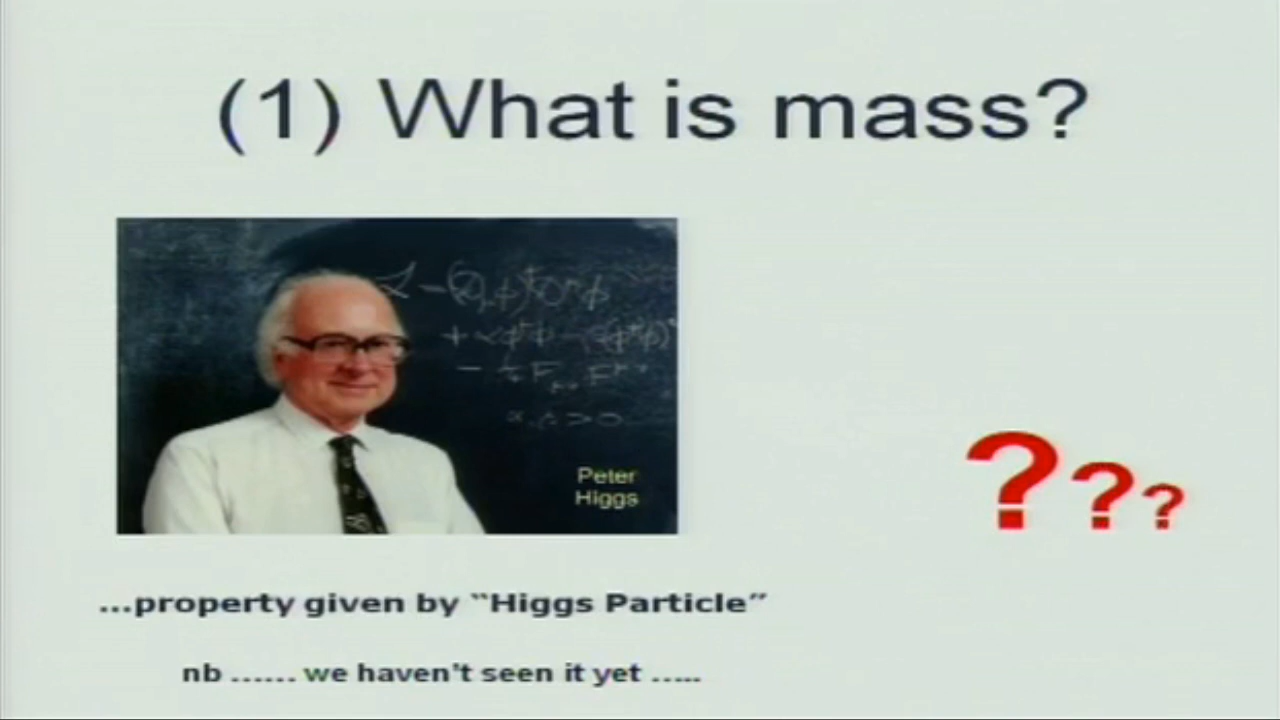 (1) What is mass?
Peter
Higgs
???
...property given by “Higgs Particle”
nb ...... we haven't seen it yet .....